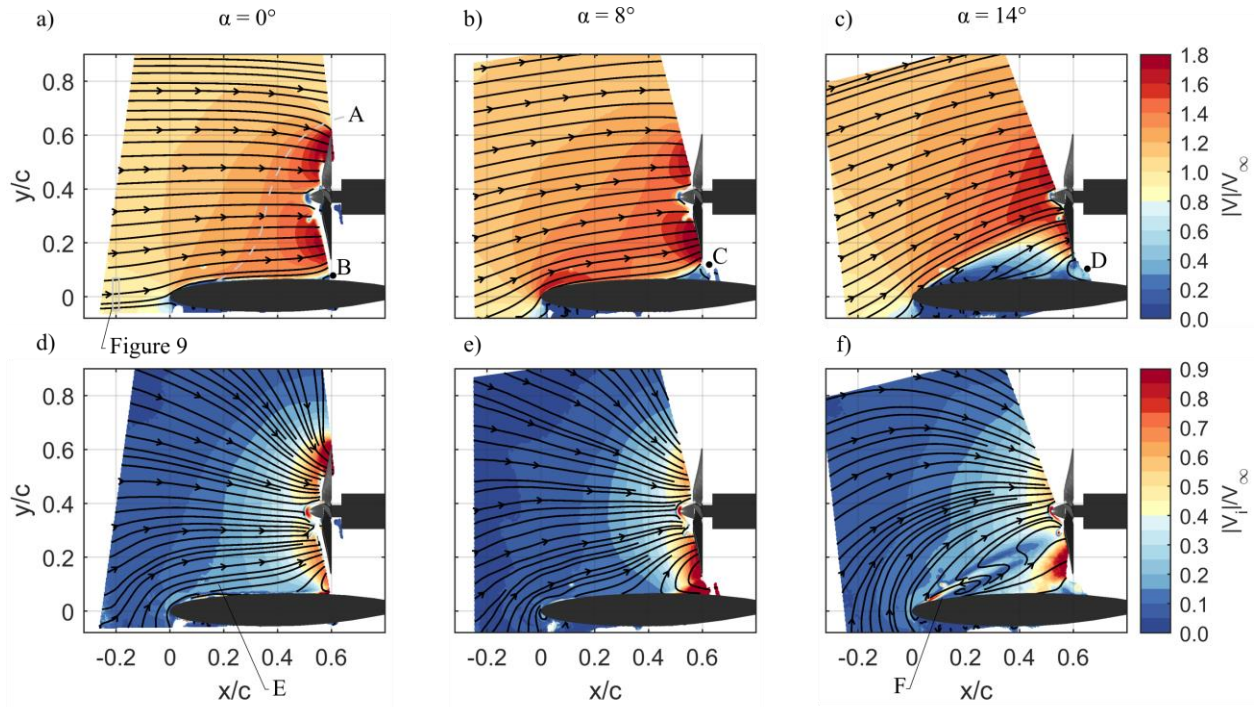 a) α = 0° b) α = 8° c) α = 14°
0.8
0.6
0.4
0.2
0
y/c
A
B
C
D
1.8
1.6
1.4
1.2
1.0
0.8
0.6
0.4
0.2
0.0
|V|/V∞
Figure 9
d) e) f)
0.8
0.6
0.4
0.2
0
y/c
0.9
0.8
0.7
0.6
0.5
0.4
0.3
0.2
0.1
0.0
|Vᵢ|/V∞
-0.2 0 0.2 0.4 0.6 -0.2 0 0.2 0.4 0.6 -0.2 0 0.2 0.4 0.6
x/c E x/c F x/c